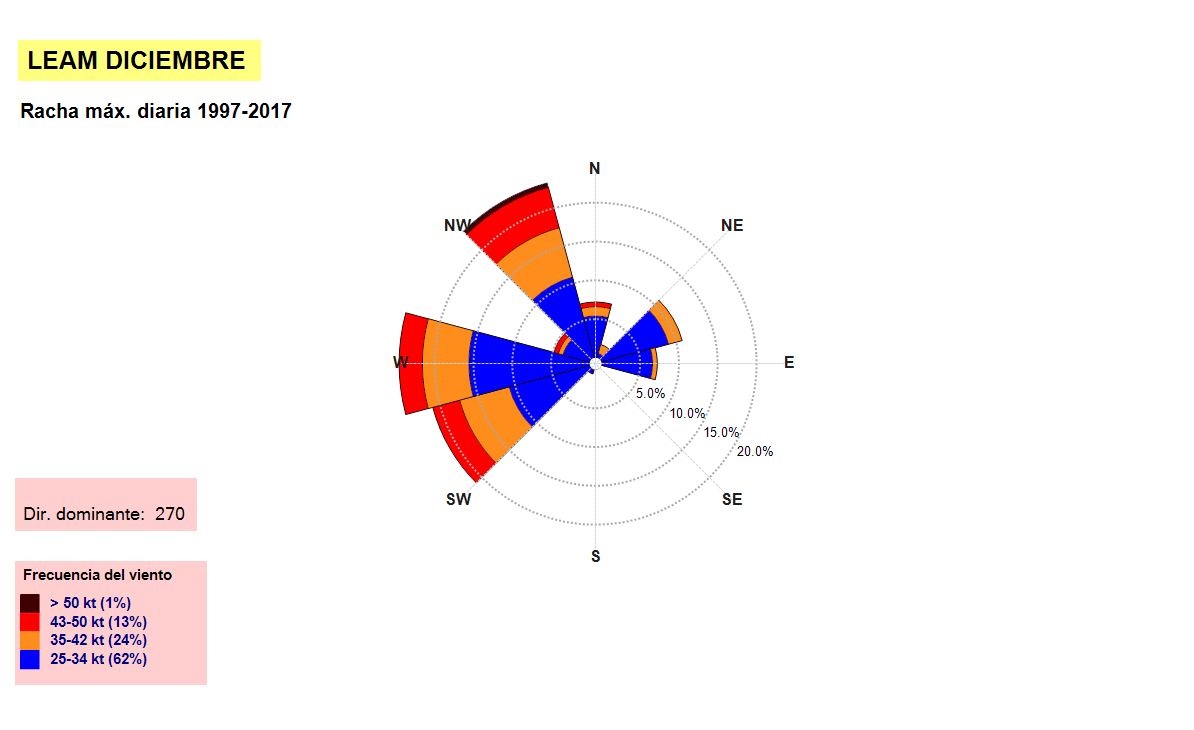 LEAM DICIEMBRE
Racha máx. diaria 1997-2017
N
NW
NE
W
E
5.0%
10.0%
15.0%
20.0%
SW
SE
S
Dir. dominante: 270
Frecuencia del viento
> 50 kt (1%)
43-50 kt (13%)
35-42 kt (24%)
25-34 kt (62%)